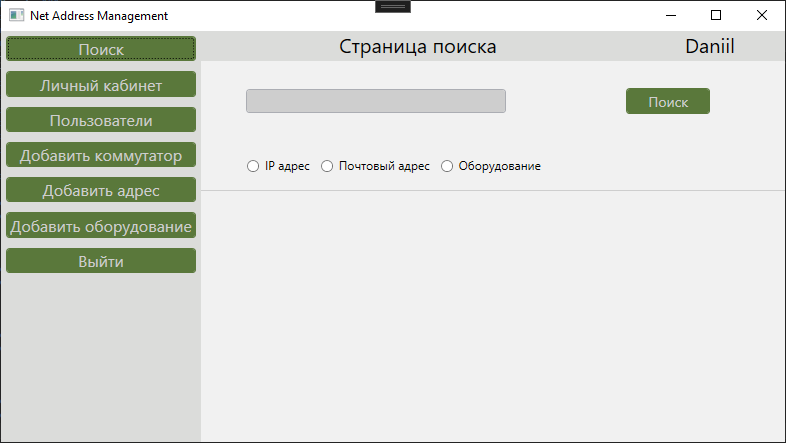 Net Address Management
Поиск
Личный кабинет
Пользователи
Добавить коммутатор
Добавить адрес
Добавить оборудование
Выйти
Страница поиска
Daniil
Поиск
IP адрес
Почтовый адрес
Оборудование